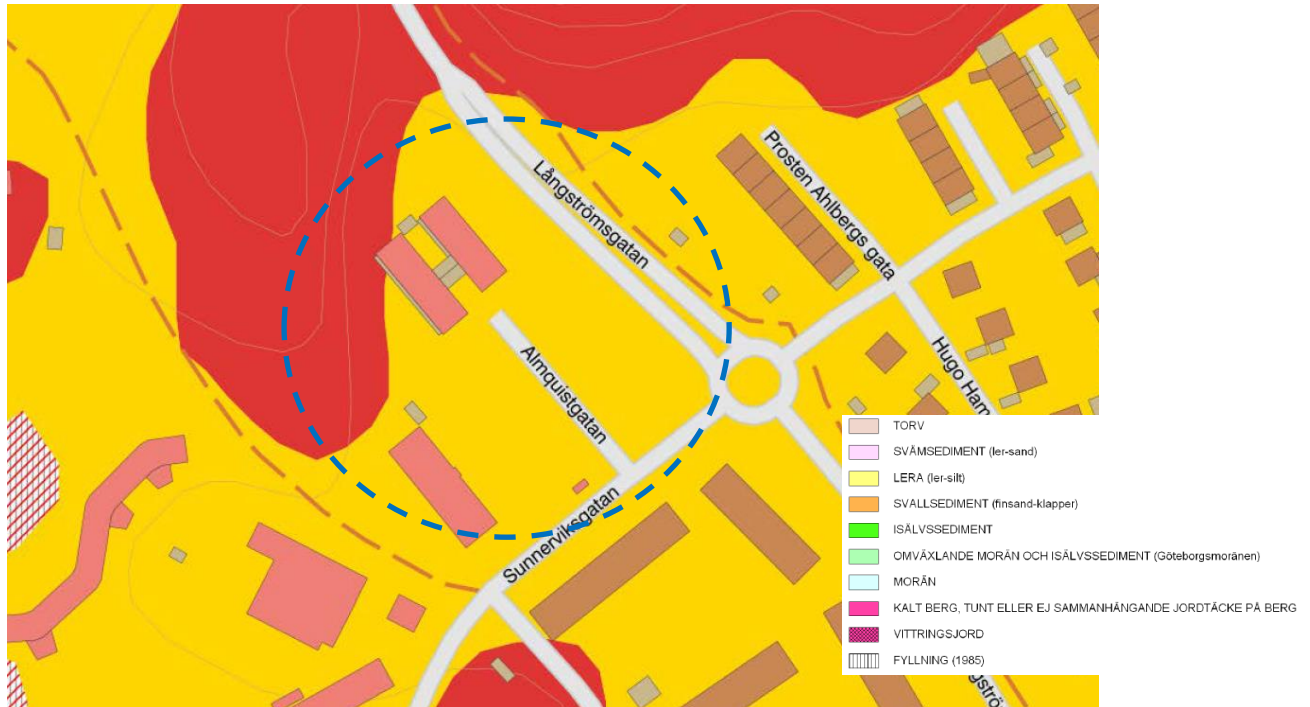 Långströmsgatan
Prosten Ahlbergs gata
Almquistgatan
Hugo Ham
Sunnerviksgatan
gströ
TORV
SVÄMSEDIMENT (ler-sand)
LERA (ler-silt)
SVALLSEDIMENT (finsand-klapper)
ISÄLVSSEDIMENT
OMVÄXLANDE MORÄN OCH ISÄLVSSEDIMENT (Göteborgsmoränen)
MORÄN
KALT BERG, TUNT ELLER EJ SAMMANHÄNGANDE JORDTÄCKE PÅ BERG
VITTRINGSJORD
FYLLNING (1985)